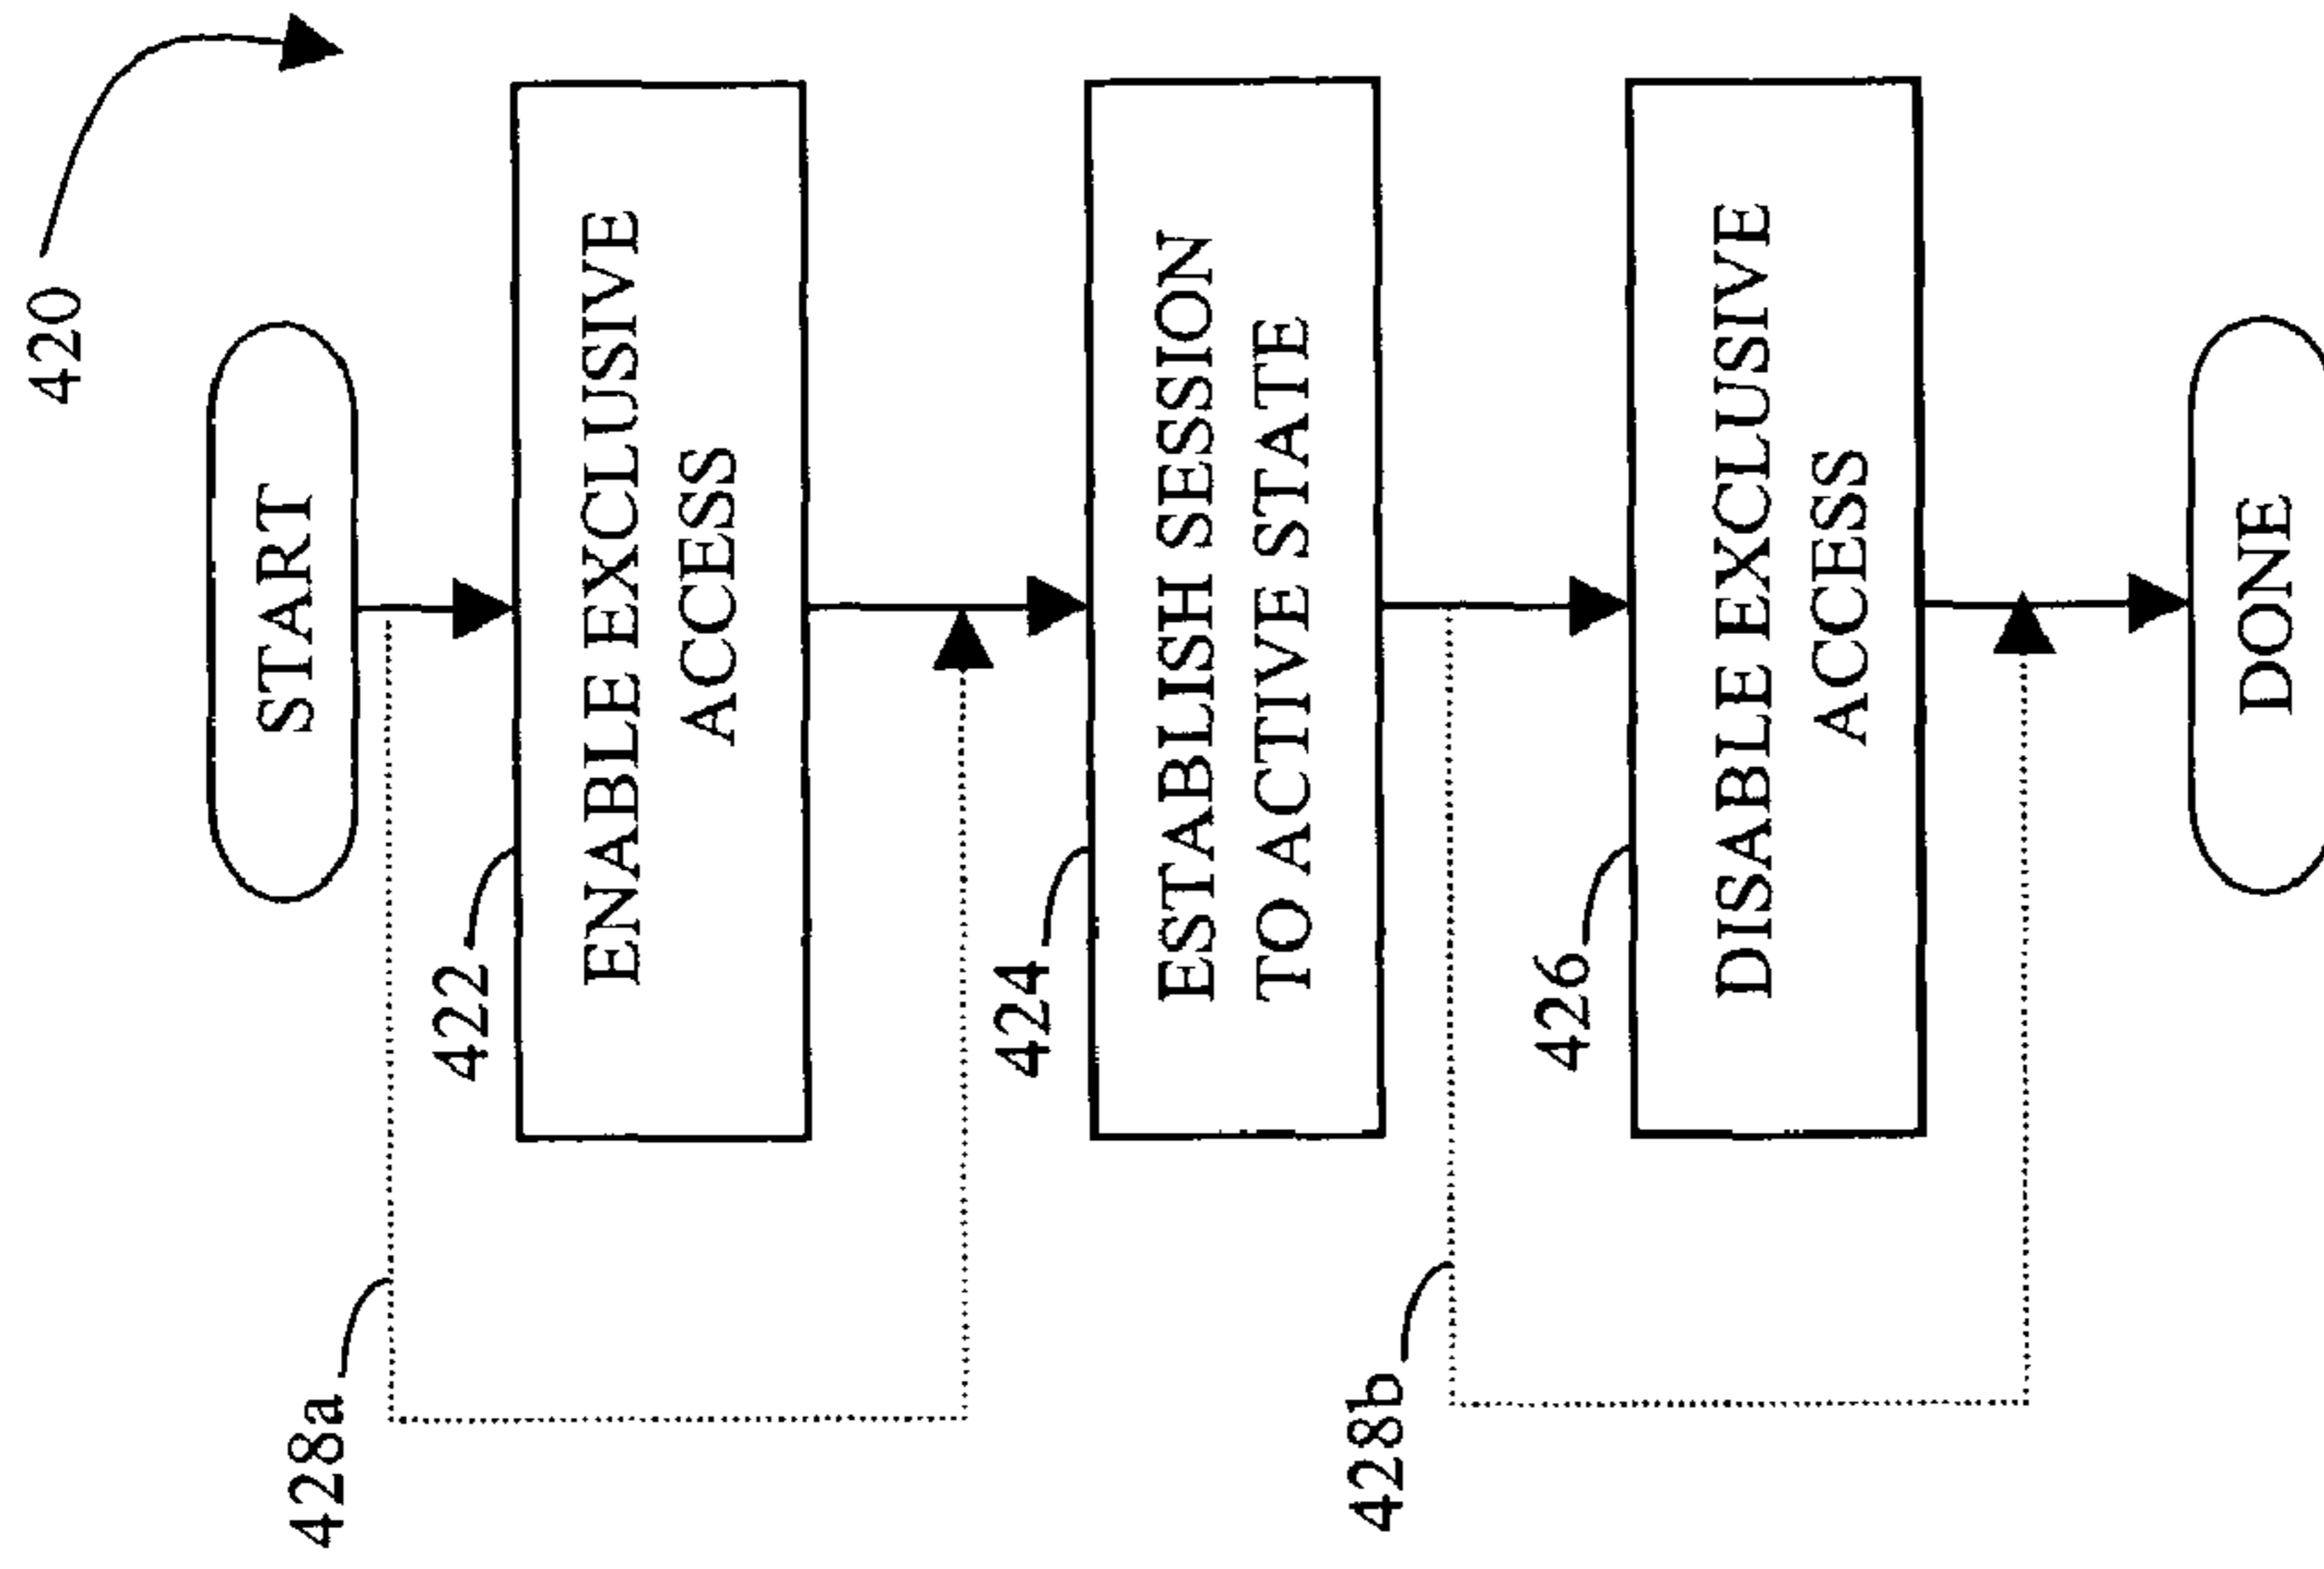 420
START
428a
422
ENABLE EXCLUSIVE
ACCESS
424
ESTABLISH SESSION
TO ACTIVE STATE
428b
426
DISABLE EXCLUSIVE
ACCESS
DONE